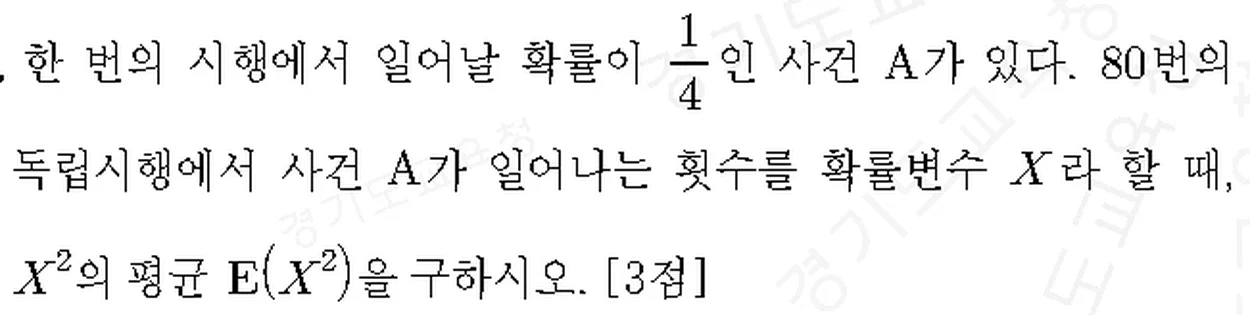 한 번의 시행에서 일어날 확률이 \frac{1}{4}인 사건 A가 있다. 80번의
독립시행에서 사건 A가 일어나는 횟수를 확률변수 X라 할 때,
X²의 평균 E(X²)을 구하시오. [3점]